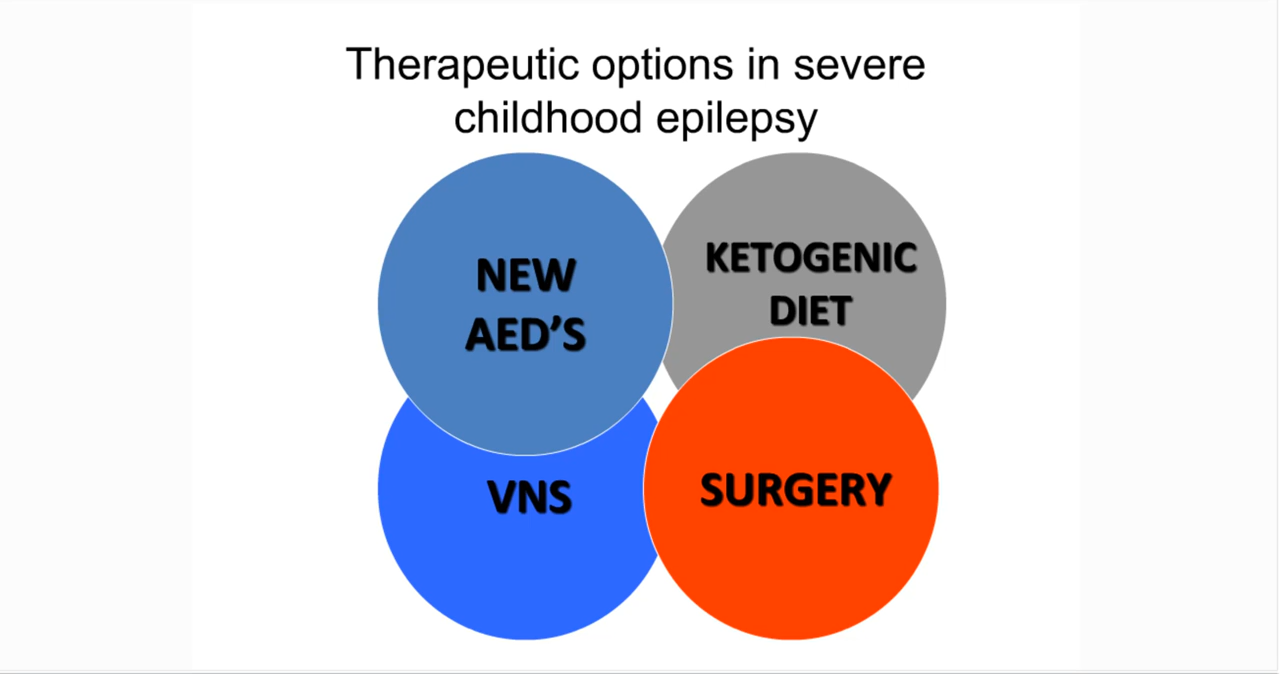 Therapeutic options in severe
childhood epilepsy
NEW
AED’S
KETOGENIC
DIET
VNS
SURGERY